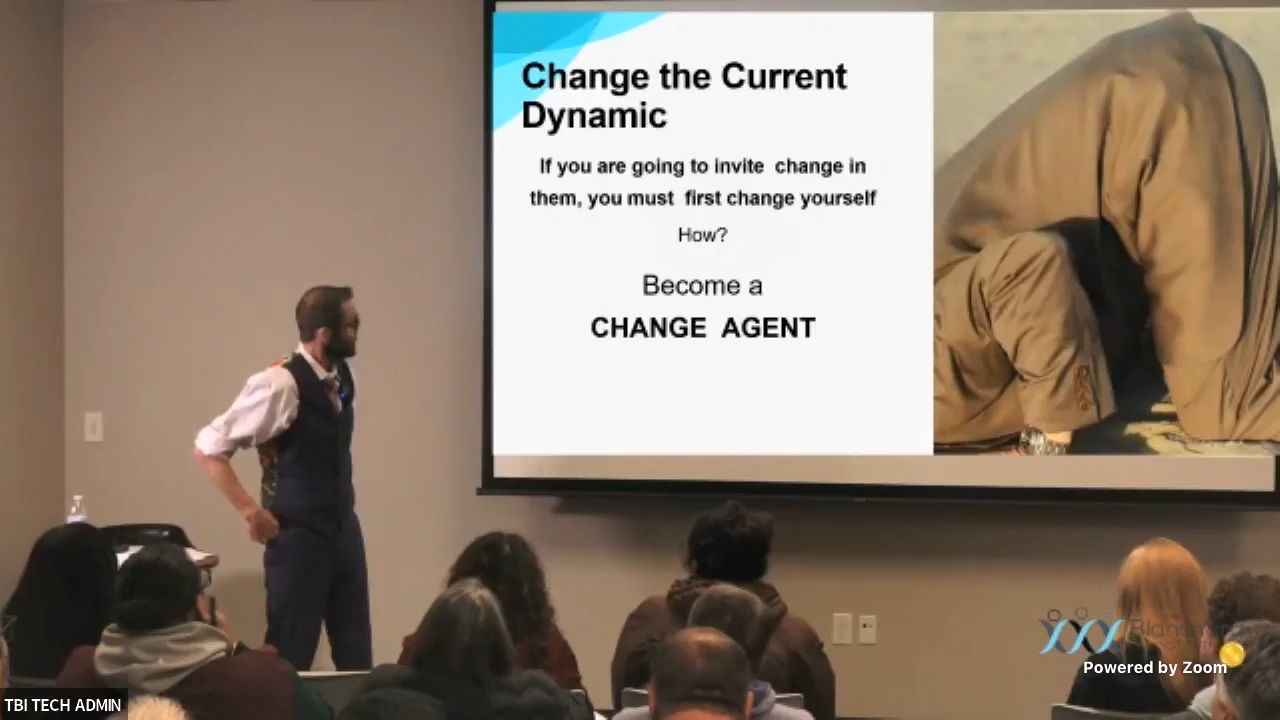 Change the Current
Dynamic
If you are going to invite change in
them, you must first change yourself
How?
Become a
CHANGE AGENT
Powered by Zoom
TBI TECH ADMIN